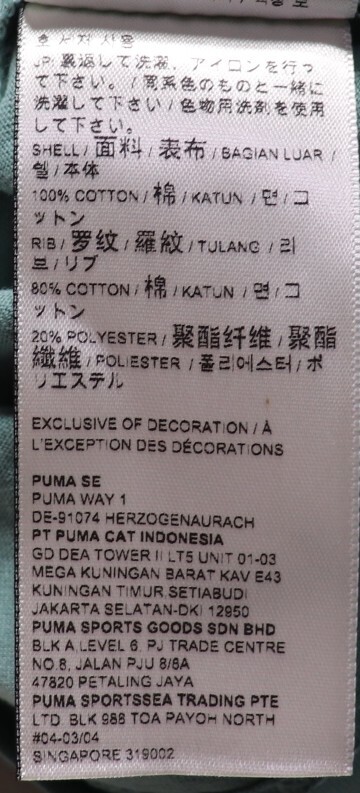 JP: 裏返して洗濯、アイロンを行っ
て下さい。/ 同系色のものと一緒に
洗濯して下さい / 色物用洗剤を使用
して下さい。
SHELL / 面料 / 表布 / BAGIAN LUAR /
쉘 / 本体
100% COTTON / 棉 / KATUN / 면 / コ
ットン
RIB / 罗纹 / 羅紋 / TULANG / 리
브 / リブ
80% COTTON / 棉 / KATUN / 면 / コ
ットン
20% POLYESTER / 聚酯纤维 / 聚酯
纖維 / POLIESTER / 폴리에스터 / ポ
リエステル
EXCLUSIVE OF DECORATION / À
L'EXCEPTION DES DÉCORATIONS
PUMA SE
PUMA WAY 1
DE-91074 HERZOGENAURACH
PT PUMA CAT INDONESIA
GD DEA TOWER II LT5 UNIT 01-03
MEGA KUNINGAN BARAT KAV E43
KUNINGAN TIMUR,SETIABUDI
JAKARTA SELATAN-DKI 12950
PUMA SPORTS GOODS SDN BHD
BLK A,LEVEL 6, PJ TRADE CENTRE
NO.8, JALAN PJU 8/8A
47820 PETALING JAYA
PUMA SPORTSSEA TRADING PTE
LTD BLK 986 TOA PAYOH NORTH
#04-03/04
SINGAPORE 319002